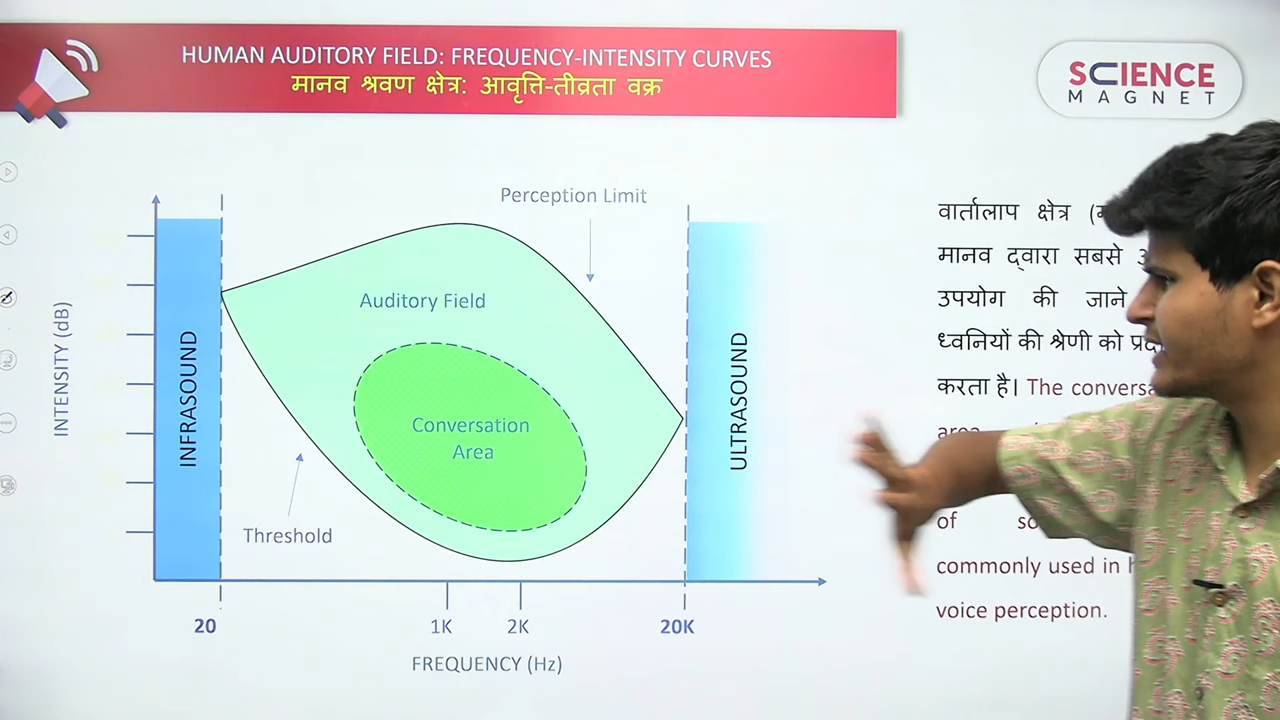 HUMAN AUDITORY FIELD: FREQUENCY-INTENSITY CURVES
मानव श्रवण क्षेत्र: आवृत्ति-तीव्रता वक्र
SCIENCE
MAGNET
Perception Limit
Auditory Field
Conversation
Area
Threshold
INTENSITY (dB)
INFRASOUND
ULTRASOUND
20
1K
2K
20K
FREQUENCY (Hz)
वार्तालाप क्षेत्र
मानव द्वारा सबसे
उपयोग की जाने
ध्वनियों की श्रेणी को
करता है। The
of
commonly used in
voice perception.